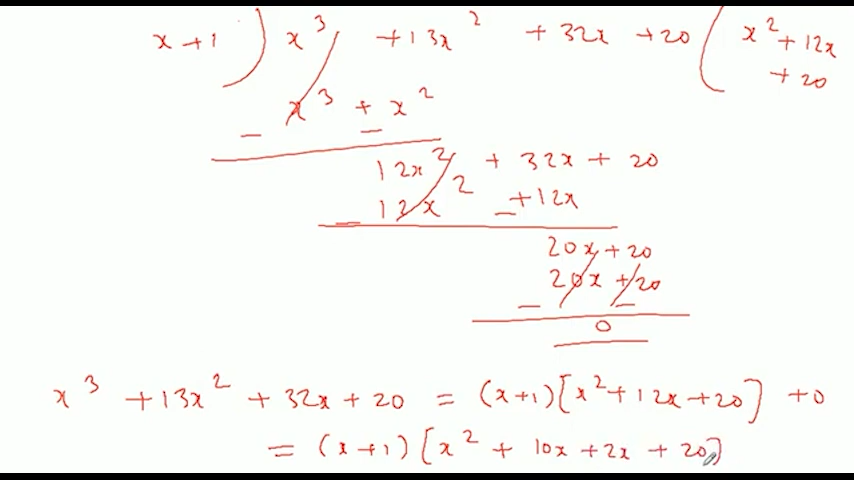 x + 1 ) x³ + 13x² + 32x + 20 ( x² + 12x
+ 20
x³ + x²
− −
12x² + 32x + 20
12x² + 12x
− −
20x + 20
20x + 20
− −
0
x³ + 13x² + 32x + 20 = (x+1)[x² + 12x + 20] + 0
= (x+1)[x² + 10x + 2x + 20]